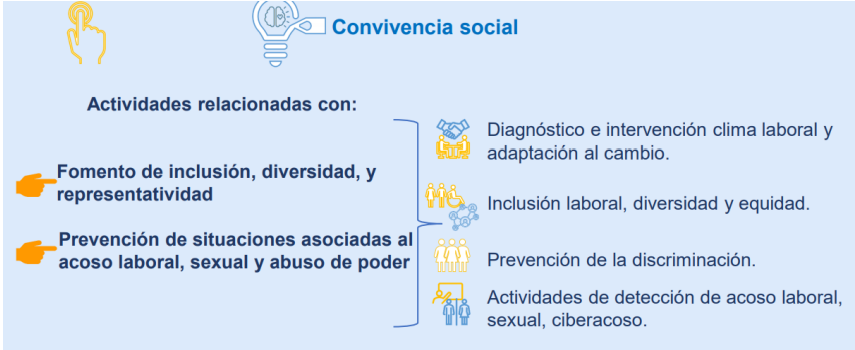 Convivencia social
Actividades relacionadas con:
Fomento de inclusión, diversidad, y
representatividad
Prevención de situaciones asociadas al
acoso laboral, sexual y abuso de poder
Diagnóstico e intervención clima laboral y
adaptación al cambio.
Inclusión laboral, diversidad y equidad.
Prevención de la discriminación.
Actividades de detección de acoso laboral,
sexual, ciberacoso.